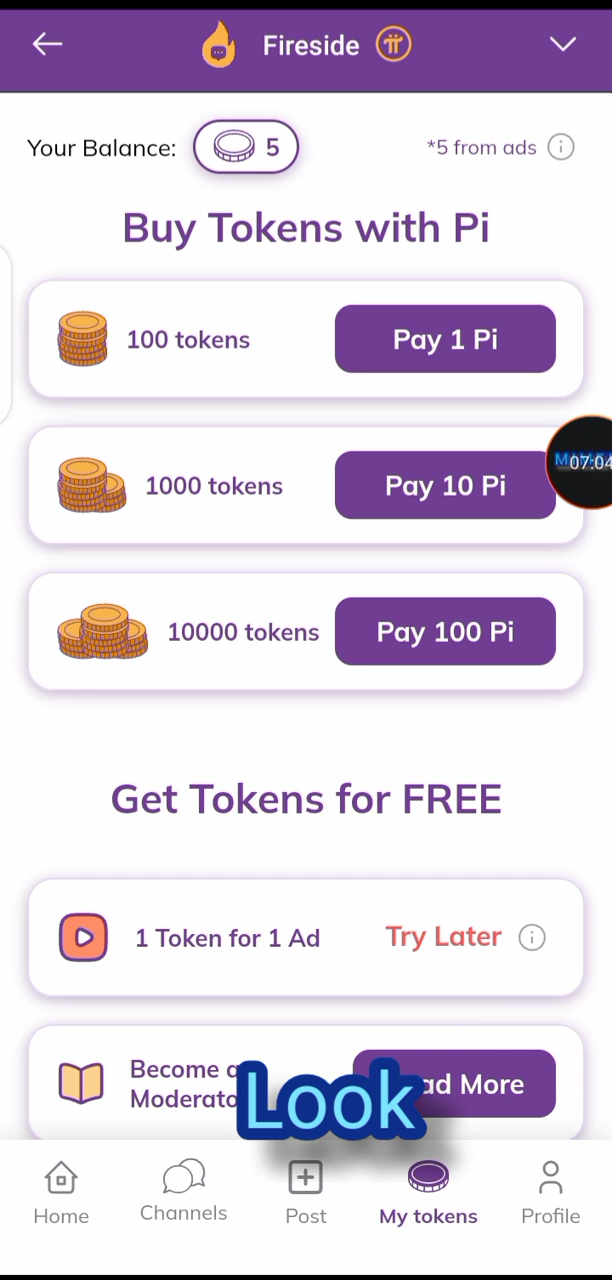 Fireside
Your Balance: 5
*5 from ads
Buy Tokens with Pi
100 tokens
Pay 1 Pi
1000 tokens
Pay 10 Pi
07:04
10000 tokens
Pay 100 Pi
Get Tokens for FREE
1 Token for 1 Ad
Try Later
Become
More
Look
Home
Channels
Post
My tokens
Profile